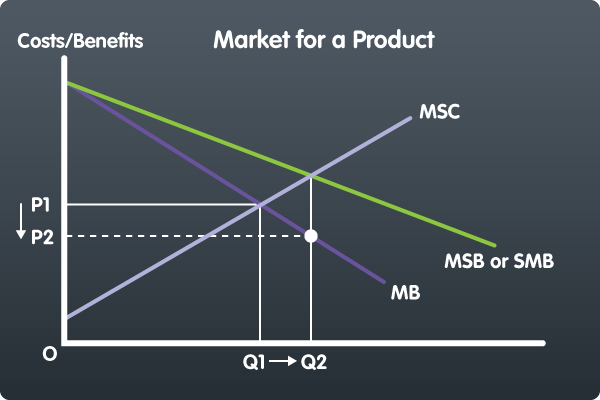 Market for a Product
Costs/Benefits
MSC
P1
P2
MSB or SMB
MB
O
Q1 Q2